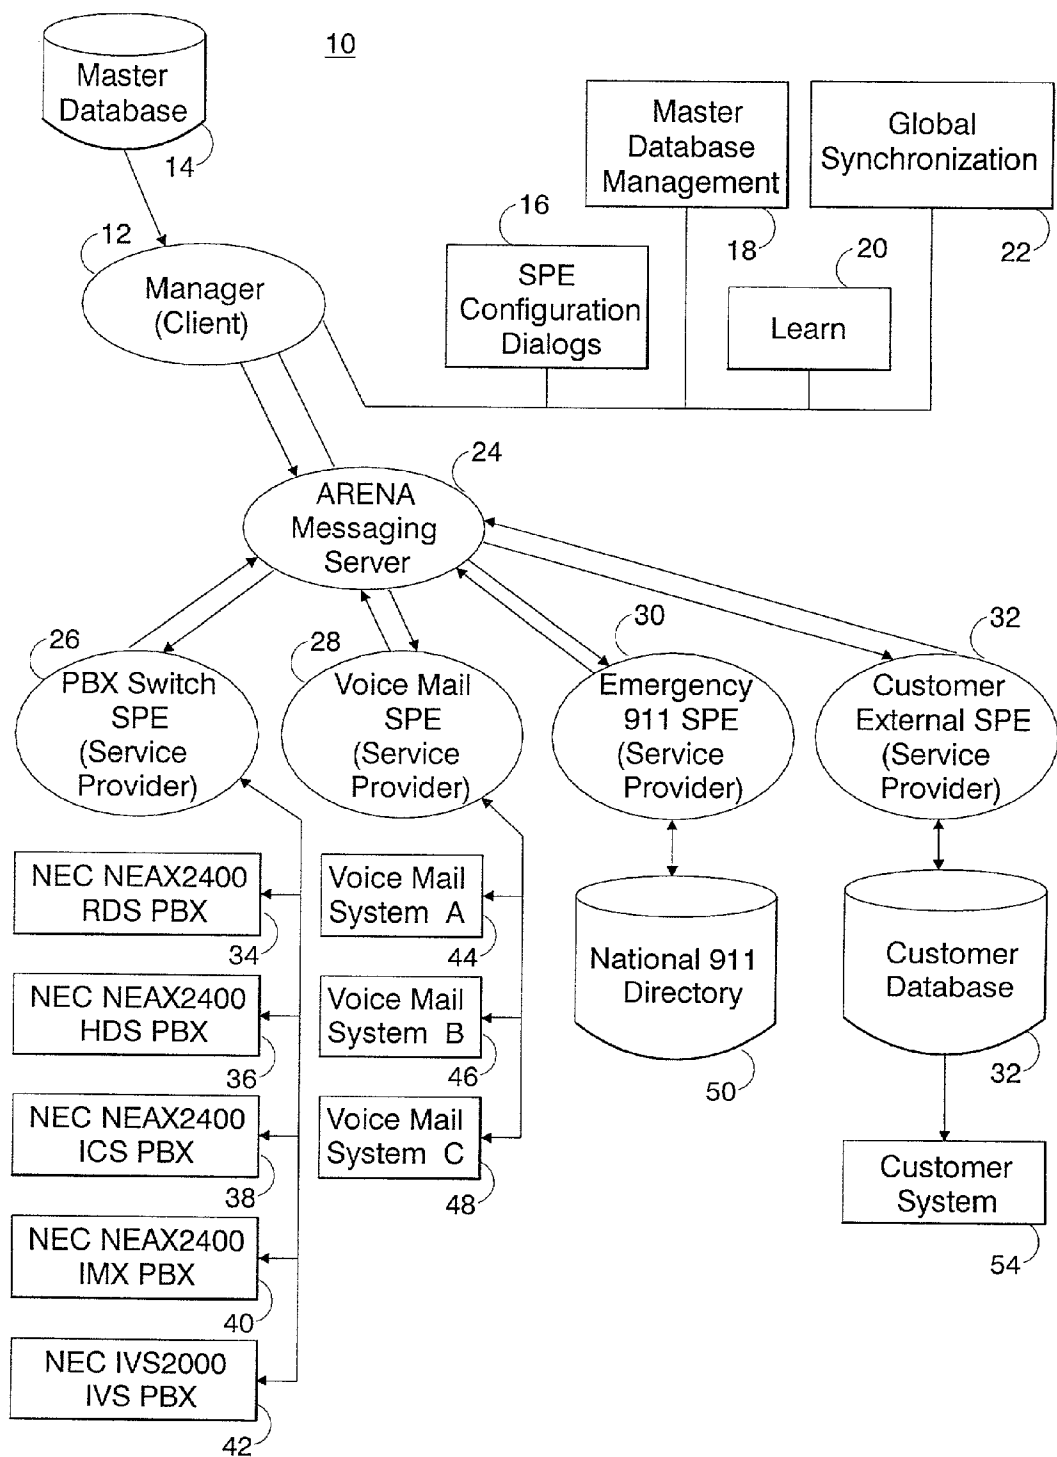 10
Master
Database
14
Master
Database
Management
18
Global
Synchronization
22
16
SPE
Configuration
Dialogs
20
Learn
12
Manager
(Client)
24
ARENA
Messaging
Server
26
PBX Switch
SPE
(Service
Provider)
28
Voice Mail
SPE
(Service
Provider)
30
Emergency
911 SPE
(Service
Provider)
32
Customer
External SPE
(Service
Provider)
NEC NEAX2400
RDS PBX
34
NEC NEAX2400
HDS PBX
36
NEC NEAX2400
ICS PBX
38
NEC NEAX2400
IMX PBX
40
NEC IVS2000
IVS PBX
42
Voice Mail
System A
44
Voice Mail
System B
46
Voice Mail
System C
48
National 911
Directory
50
Customer
Database
32
Customer
System
54